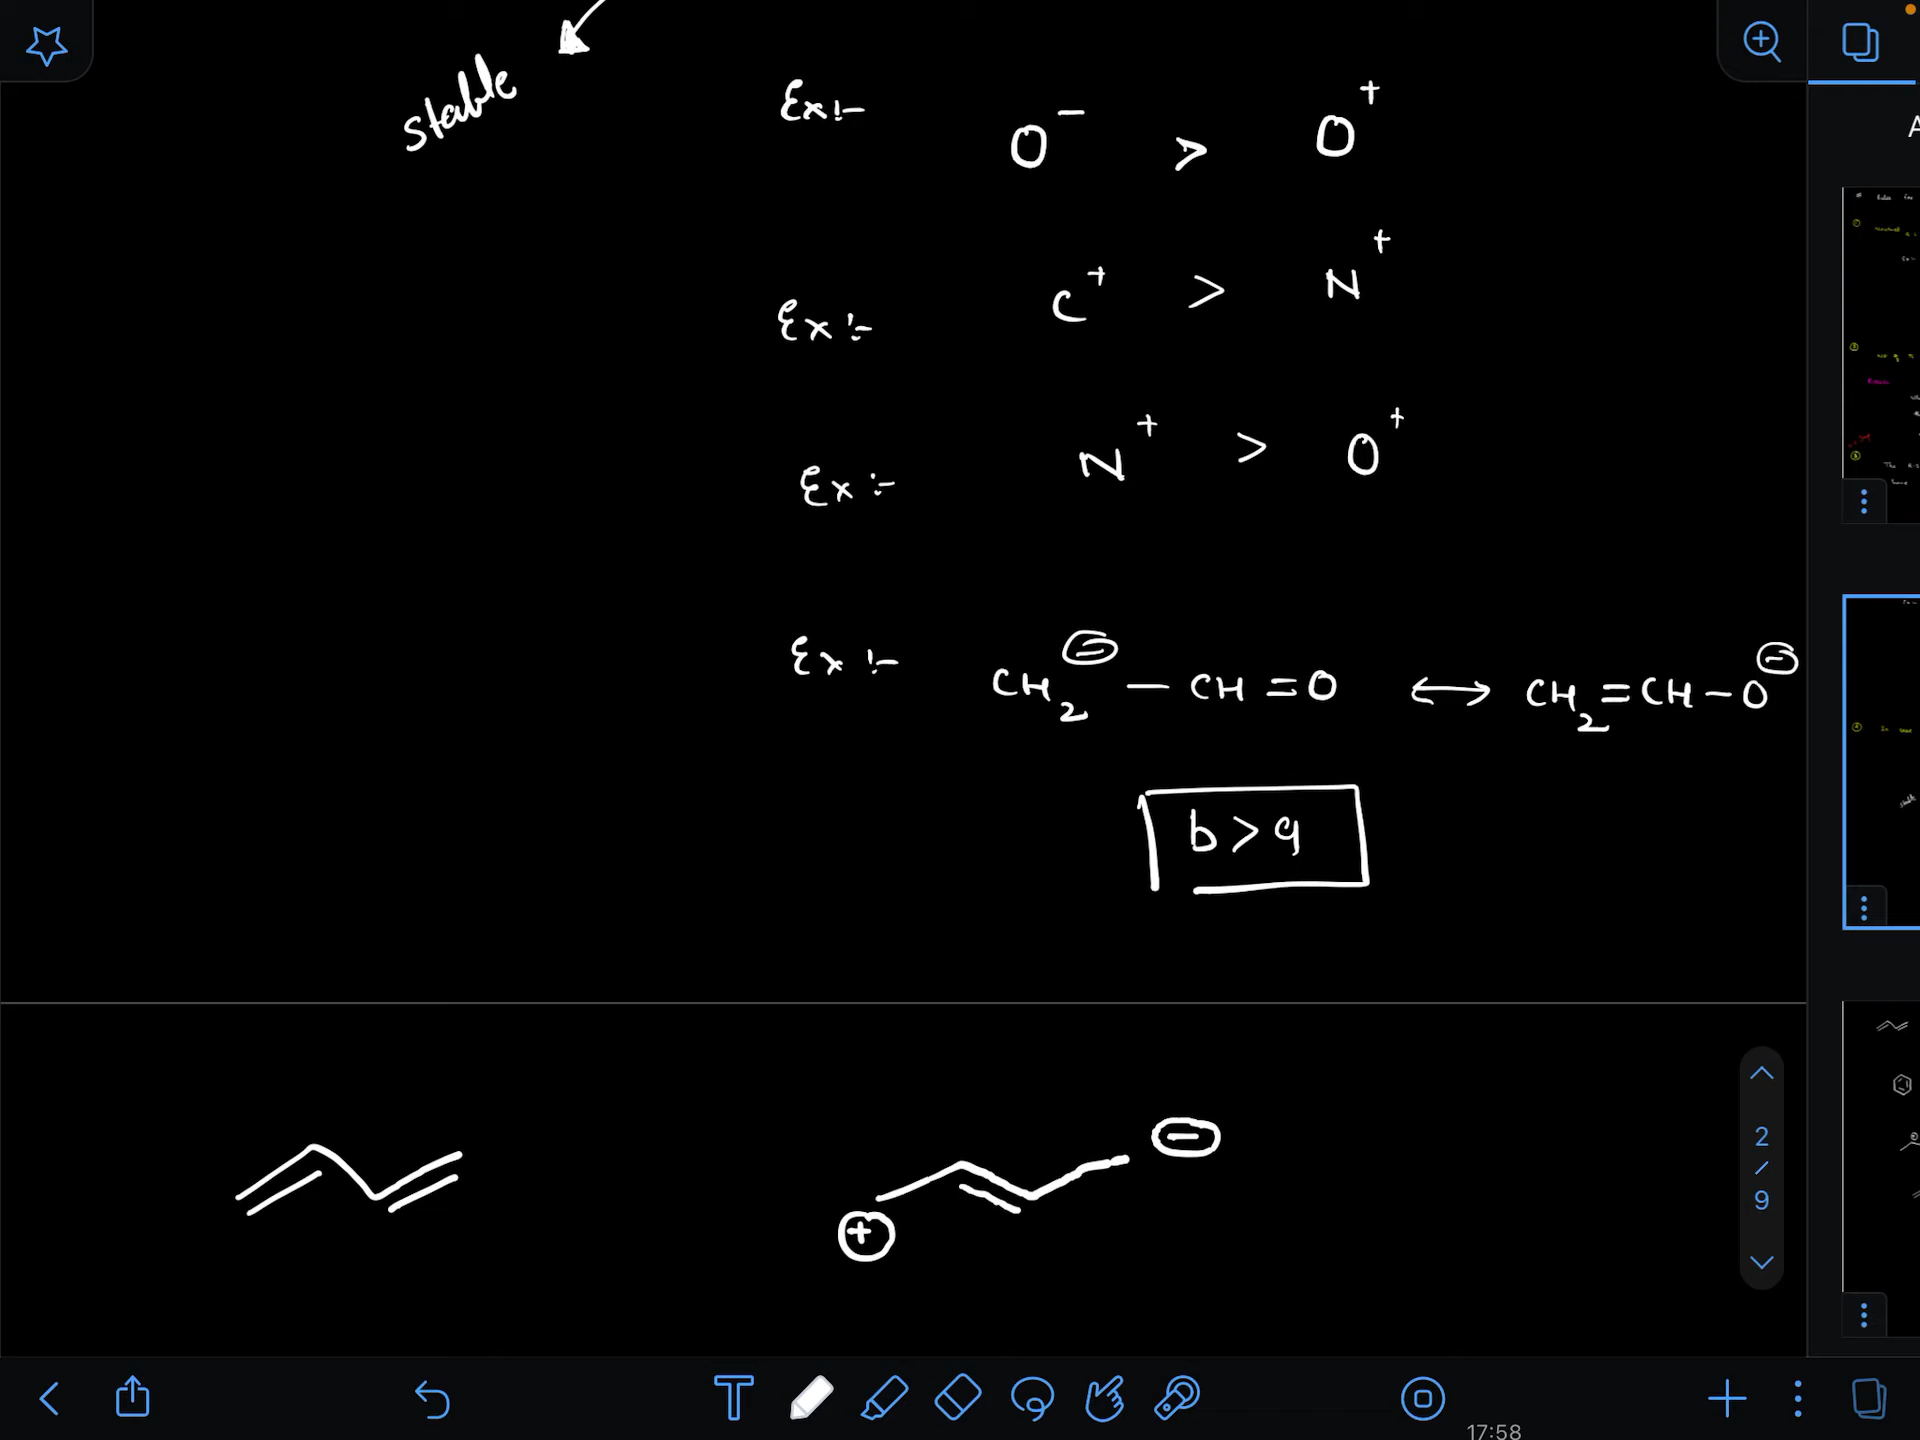 stable
Ex:- O⁻ > O⁺
Ex:- C⁺ > N⁺
Ex:- N⁺ > O⁺
Ex:- CH₂⊖ — CH = O ⟷ CH₂ = CH – O⊖
b > a
⊖
⊕
2
/
9
T
17:58